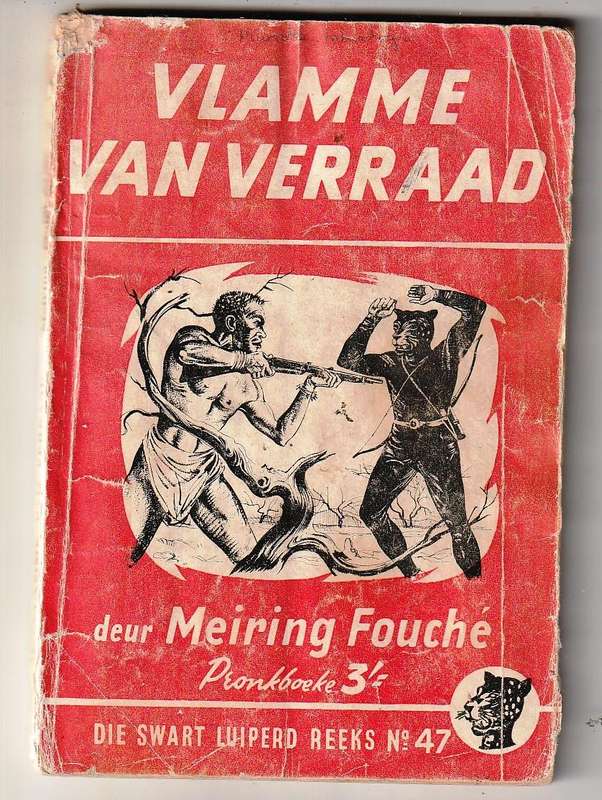 VLAMME
VAN VERRAAD
deur Meiring Fouché
Pronkboeke 3/-
DIE SWART LUIPERD REEKS Nº 47